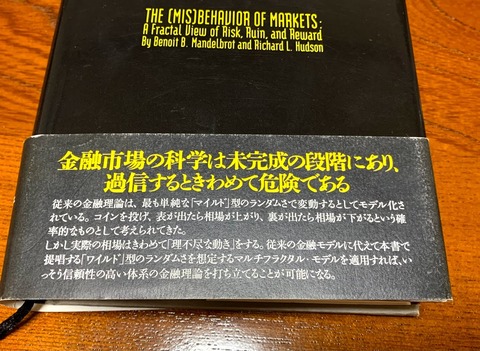 THE (MIS)BEHAVIOR OF MARKETS:
A Fractal View of Risk, Ruin, and Reward
By Benoit B. Mandelbrot and Richard L. Hudson
金融市場の科学は未完成の段階にあり、
過信するときわめて危険である
従来の金融理論は、最も単純な「マイルド」型のランダムさで変動するとしてモデル化さ
れている。コインを投げ、表が出たら相場が上がり、裏が出たら相場が下がるという確
率的なものとして考えられてきた。
しかし実際の相場はきわめて「理不尽な動き」をする。従来の金融モデルに代えて本書で
提唱する「ワイルド」型のランダムさを想定するマルチフラクタル・モデルを適用すれば、い
っそう信頼性の高い体系の金融理論を打ち立てることが可能になる。